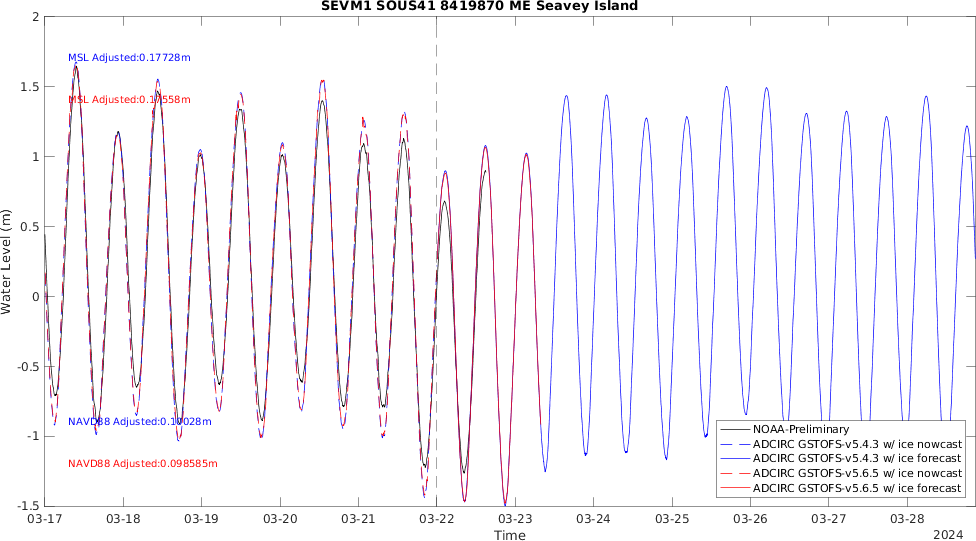 SEVM1 SOUS41 8419870 ME Seavey Island
2
1.5
1
0.5
0
-0.5
-1
-1.5
Water Level (m)
MSL Adjusted:0.17728m
MSL Adjusted:0.17558m
NAVD88 Adjusted:0.10028m
NAVD88 Adjusted:0.098585m
NOAA-Preliminary
ADCIRC GSTOFS-v5.4.3 w/ ice nowcast
ADCIRC GSTOFS-v5.4.3 w/ ice forecast
ADCIRC GSTOFS-v5.6.5 w/ ice nowcast
ADCIRC GSTOFS-v5.6.5 w/ ice forecast
03-17 03-18 03-19 03-20 03-21 03-22 03-23 03-24 03-25 03-26 03-27 03-28
Time
2024